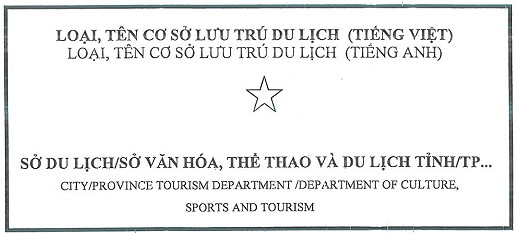 LOẠI, TÊN CƠ SỞ LƯU TRÚ DU LỊCH (TIẾNG VIỆT)
LOẠI, TÊN CƠ SỞ LƯU TRÚ DU LỊCH (TIẾNG ANH)
SỞ DU LỊCH/SỞ VĂN HÓA, THỂ THAO VÀ DU LỊCH TỈNH/TP...
CITY/PROVINCE TOURISM DEPARTMENT /DEPARTMENT OF CULTURE,
SPORTS AND TOURISM